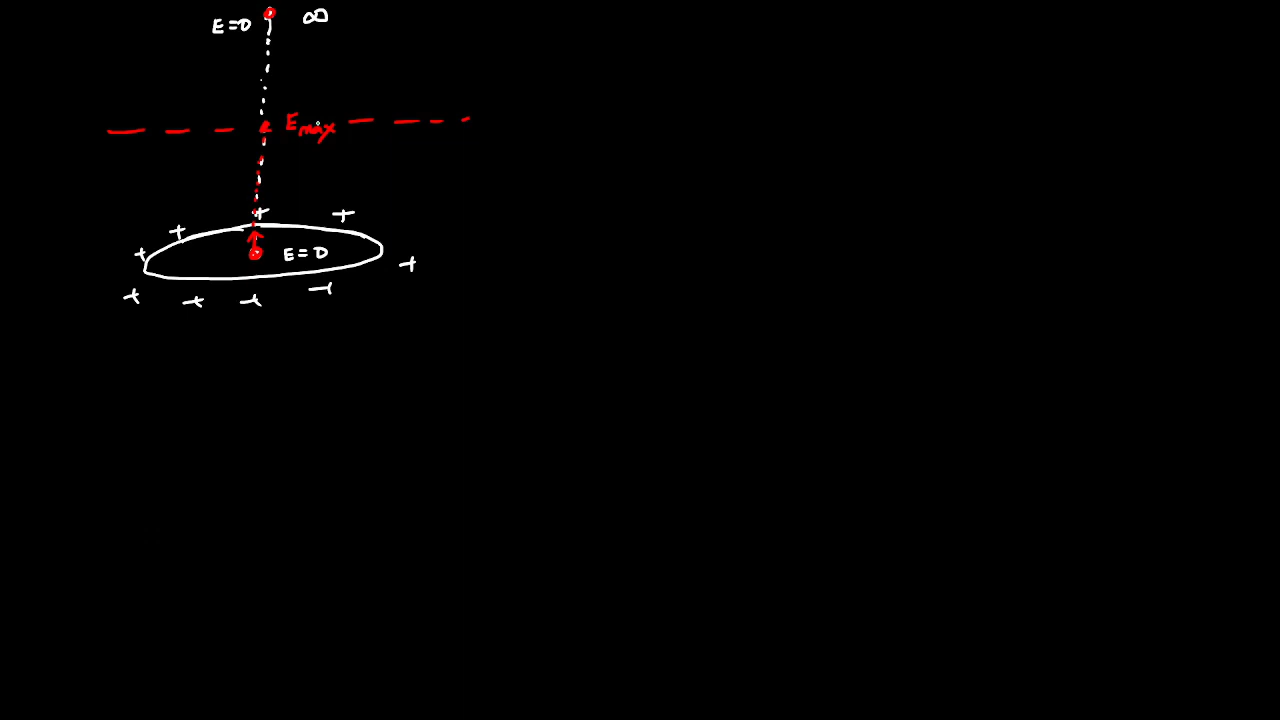 E=0 ∞
E max
+ + + +
E=0
+
+ + + +